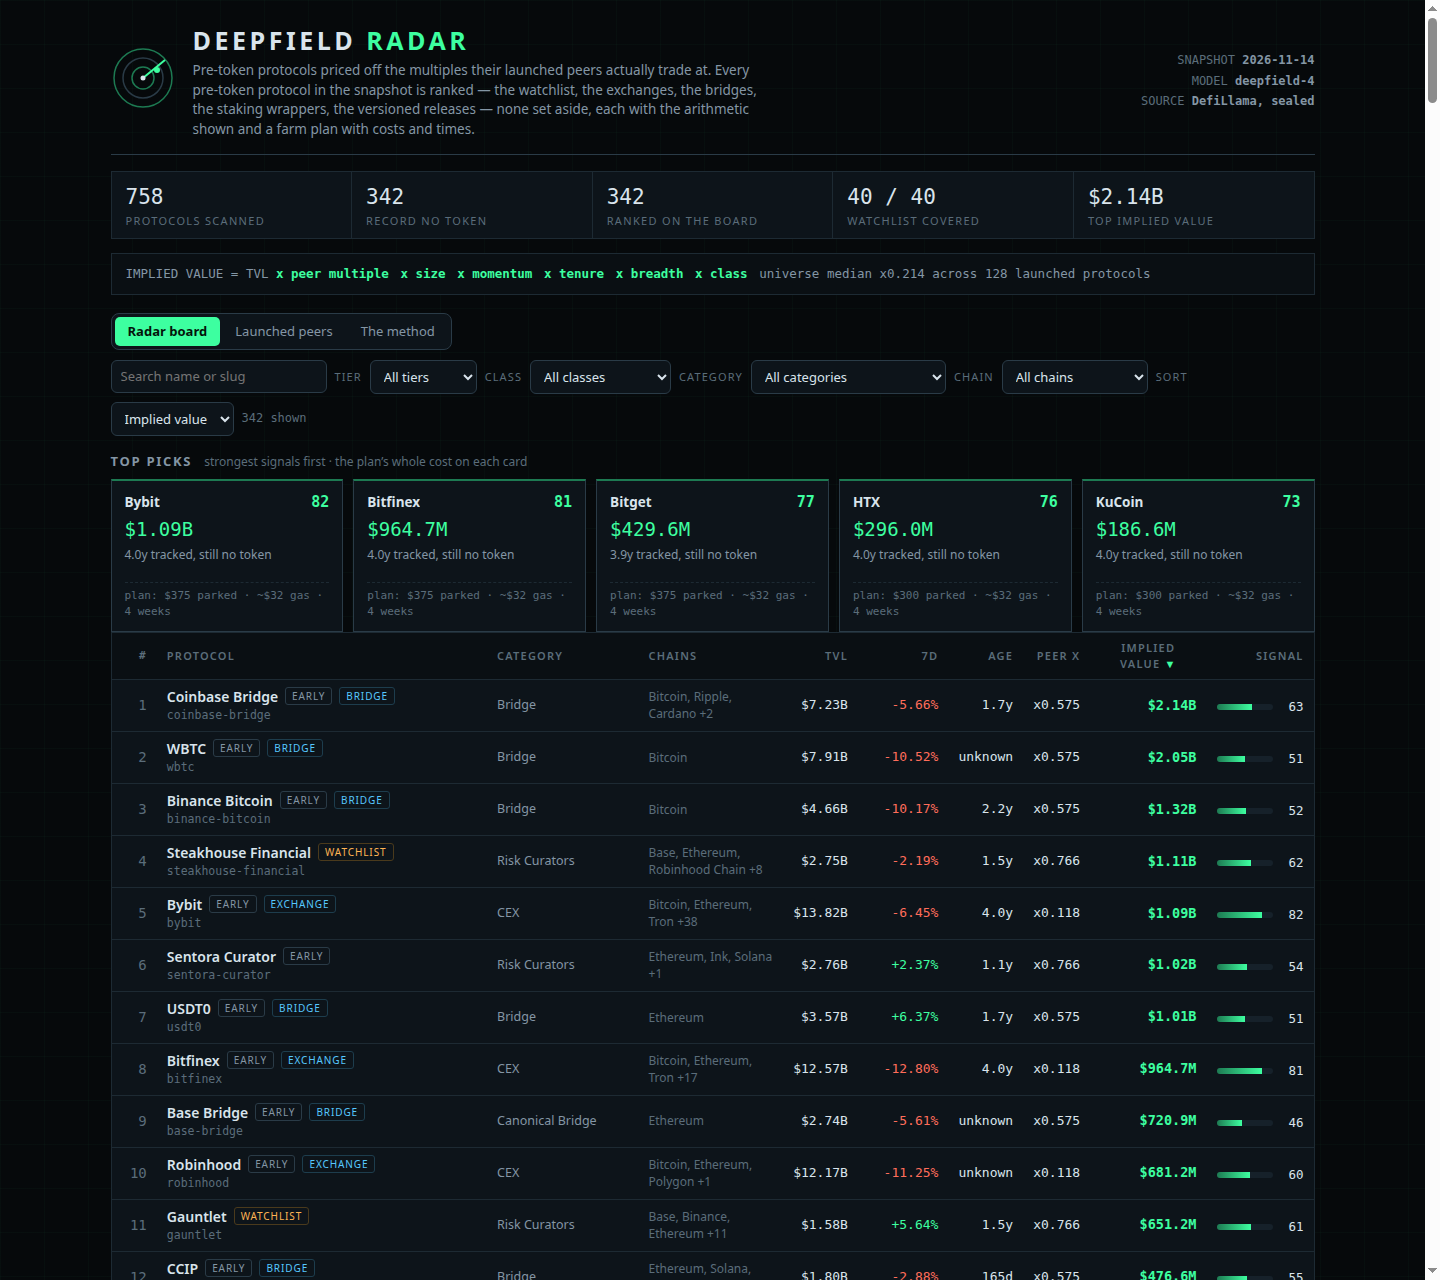 DEEPFIELD RADAR
Pre-token protocols priced off the multiples their launched peers actually trade at. Every
pre-token protocol in the snapshot is ranked — the watchlist, the exchanges, the bridges,
the staking wrappers, the versioned releases — none set aside, each with the arithmetic
shown and a farm plan with costs and times.
SNAPSHOT 2026-11-14
MODEL deepfield-4
SOURCE DefiLlama, sealed
758
PROTOCOLS SCANNED
342
RECORD NO TOKEN
342
RANKED ON THE BOARD
40 / 40
WATCHLIST COVERED
$2.14B
TOP IMPLIED VALUE
IMPLIED VALUE = TVL x peer multiple x size x momentum x tenure x breadth x class universe median x0.214 across 128 launched protocols
Radar board Launched peers The method
Search name or slug TIER All tiers CLASS All classes CATEGORY All categories CHAIN All chains SORT
Implied value 342 shown
TOP PICKS strongest signals first · the plan's whole cost on each card
Bybit 82
$1.09B
4.0y tracked, still no token
plan: $375 parked · ~$32 gas ·
4 weeks
Bitfinex 81
$964.7M
4.0y tracked, still no token
plan: $375 parked · ~$32 gas ·
4 weeks
Bitget 77
$429.6M
3.9y tracked, still no token
plan: $375 parked · ~$32 gas ·
4 weeks
HTX 76
$296.0M
4.0y tracked, still no token
plan: $300 parked · ~$32 gas ·
4 weeks
KuCoin 73
$186.6M
4.0y tracked, still no token
plan: $300 parked · ~$32 gas ·
4 weeks
# PROTOCOL CATEGORY CHAINS TVL 7D AGE PEER X IMPLIED VALUE ▼ SIGNAL
1 Coinbase Bridge EARLY BRIDGE coinbase-bridge Bridge Bitcoin, Ripple, Cardano +2 $7.23B -5.66% 1.7y x0.575 $2.14B 63
2 WBTC EARLY BRIDGE wbtc Bridge Bitcoin $7.91B -10.52% unknown x0.575 $2.05B 51
3 Binance Bitcoin EARLY BRIDGE binance-bitcoin Bridge Bitcoin $4.66B -10.17% 2.2y x0.575 $1.32B 52
4 Steakhouse Financial WATCHLIST steakhouse-financial Risk Curators Base, Ethereum, Robinhood Chain +8 $2.75B -2.19% 1.5y x0.766 $1.11B 62
5 Bybit EARLY EXCHANGE bybit CEX Bitcoin, Ethereum, Tron +38 $13.82B -6.45% 4.0y x0.118 $1.09B 82
6 Sentora Curator EARLY sentora-curator Risk Curators Ethereum, Ink, Solana +1 $2.76B +2.37% 1.1y x0.766 $1.02B 54
7 USDT0 EARLY BRIDGE usdt0 Bridge Ethereum $3.57B +6.37% 1.7y x0.575 $1.01B 51
8 Bitfinex EARLY EXCHANGE bitfinex CEX Bitcoin, Ethereum, Tron +17 $12.57B -12.80% 4.0y x0.118 $964.7M 81
9 Base Bridge EARLY BRIDGE base-bridge Canonical Bridge Ethereum $2.74B -5.61% unknown x0.575 $720.9M 46
10 Robinhood EARLY EXCHANGE robinhood CEX Bitcoin, Ethereum, Polygon +1 $12.17B -11.25% unknown x0.118 $681.2M 60
11 Gauntlet WATCHLIST gauntlet Risk Curators Base, Binance, Ethereum +11 $1.58B +5.64% 1.5y x0.766 $651.2M 61
12 CCIP EARLY BRIDGE Bridge Ethereum, Solana, $1.80B -2.88% 165d x0.575 $476.6M 55